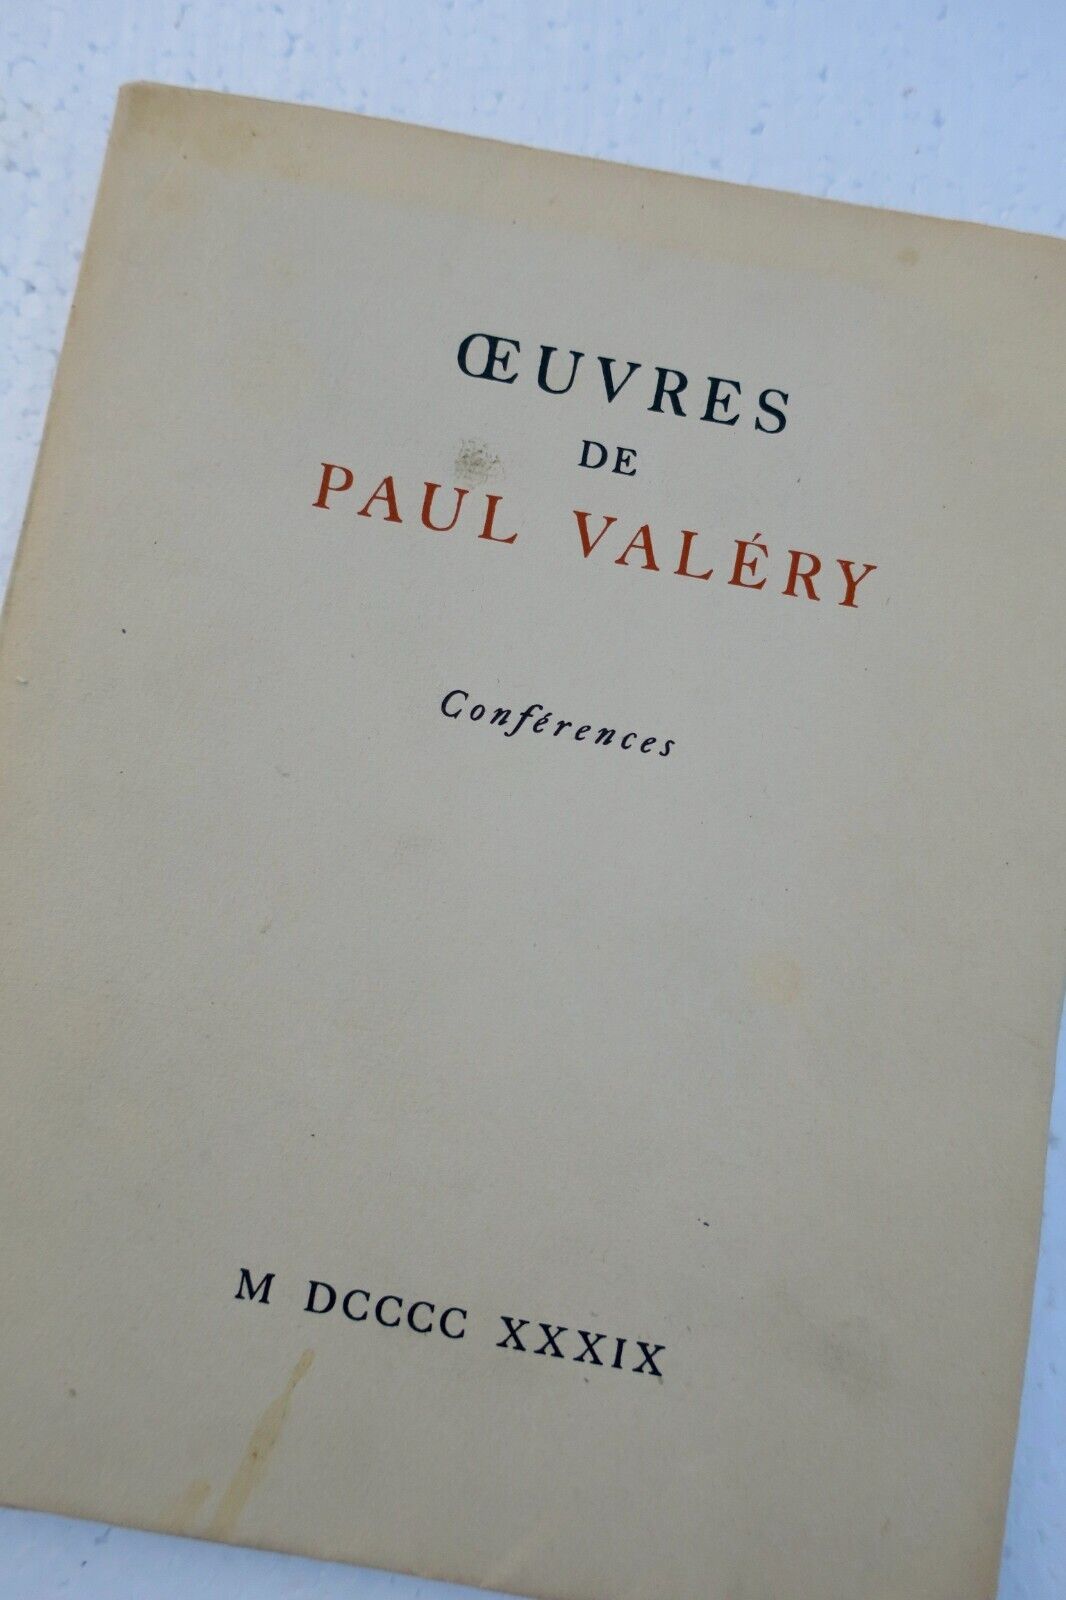 ŒUVRES
DE
PAUL VALÉRY
Conférences
M DCCCC XXXIX